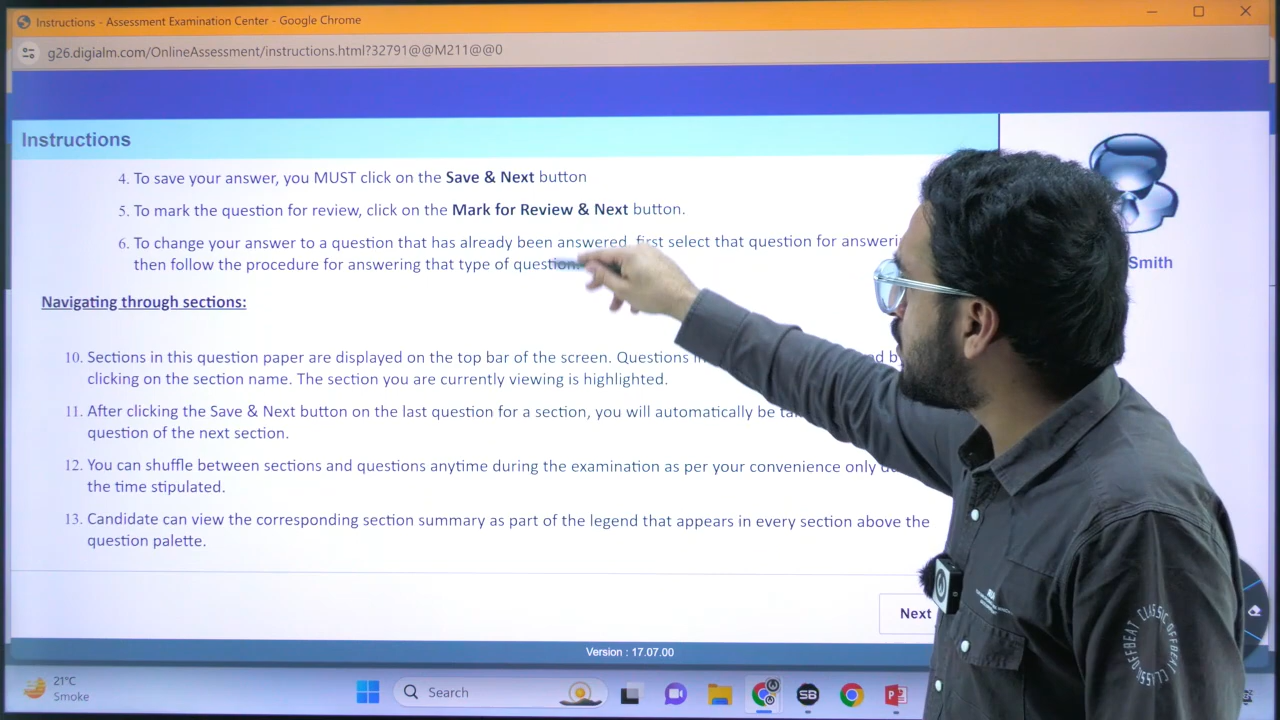 Instructions - Assessment Examination Center - Google Chrome
g26.digialm.com/OnlineAssessment/instructions.html?32791@@M211@@0
Instructions
4. To save your answer, you MUST click on the Save & Next button
5. To mark the question for review, click on the Mark for Review & Next button.
6. To change your answer to a question that has already been answered, first select that question for
then follow the procedure for answering that type of question.
Smith
Navigating through sections:
10. Sections in this question paper are displayed on the top bar of the screen. Questions
clicking on the section name. The section you are currently viewing is highlighted.
11. After clicking the Save & Next button on the last question for a section, you will automatically be
question of the next section.
12. You can shuffle between sections and questions anytime during the examination as per your convenience only
the time stipulated.
13. Candidate can view the corresponding section summary as part of the legend that appears in every section above the
question palette.
Next
Version : 17.07.00
21°C
Smoke
Search
SB
CLASSIC OFFBEAT